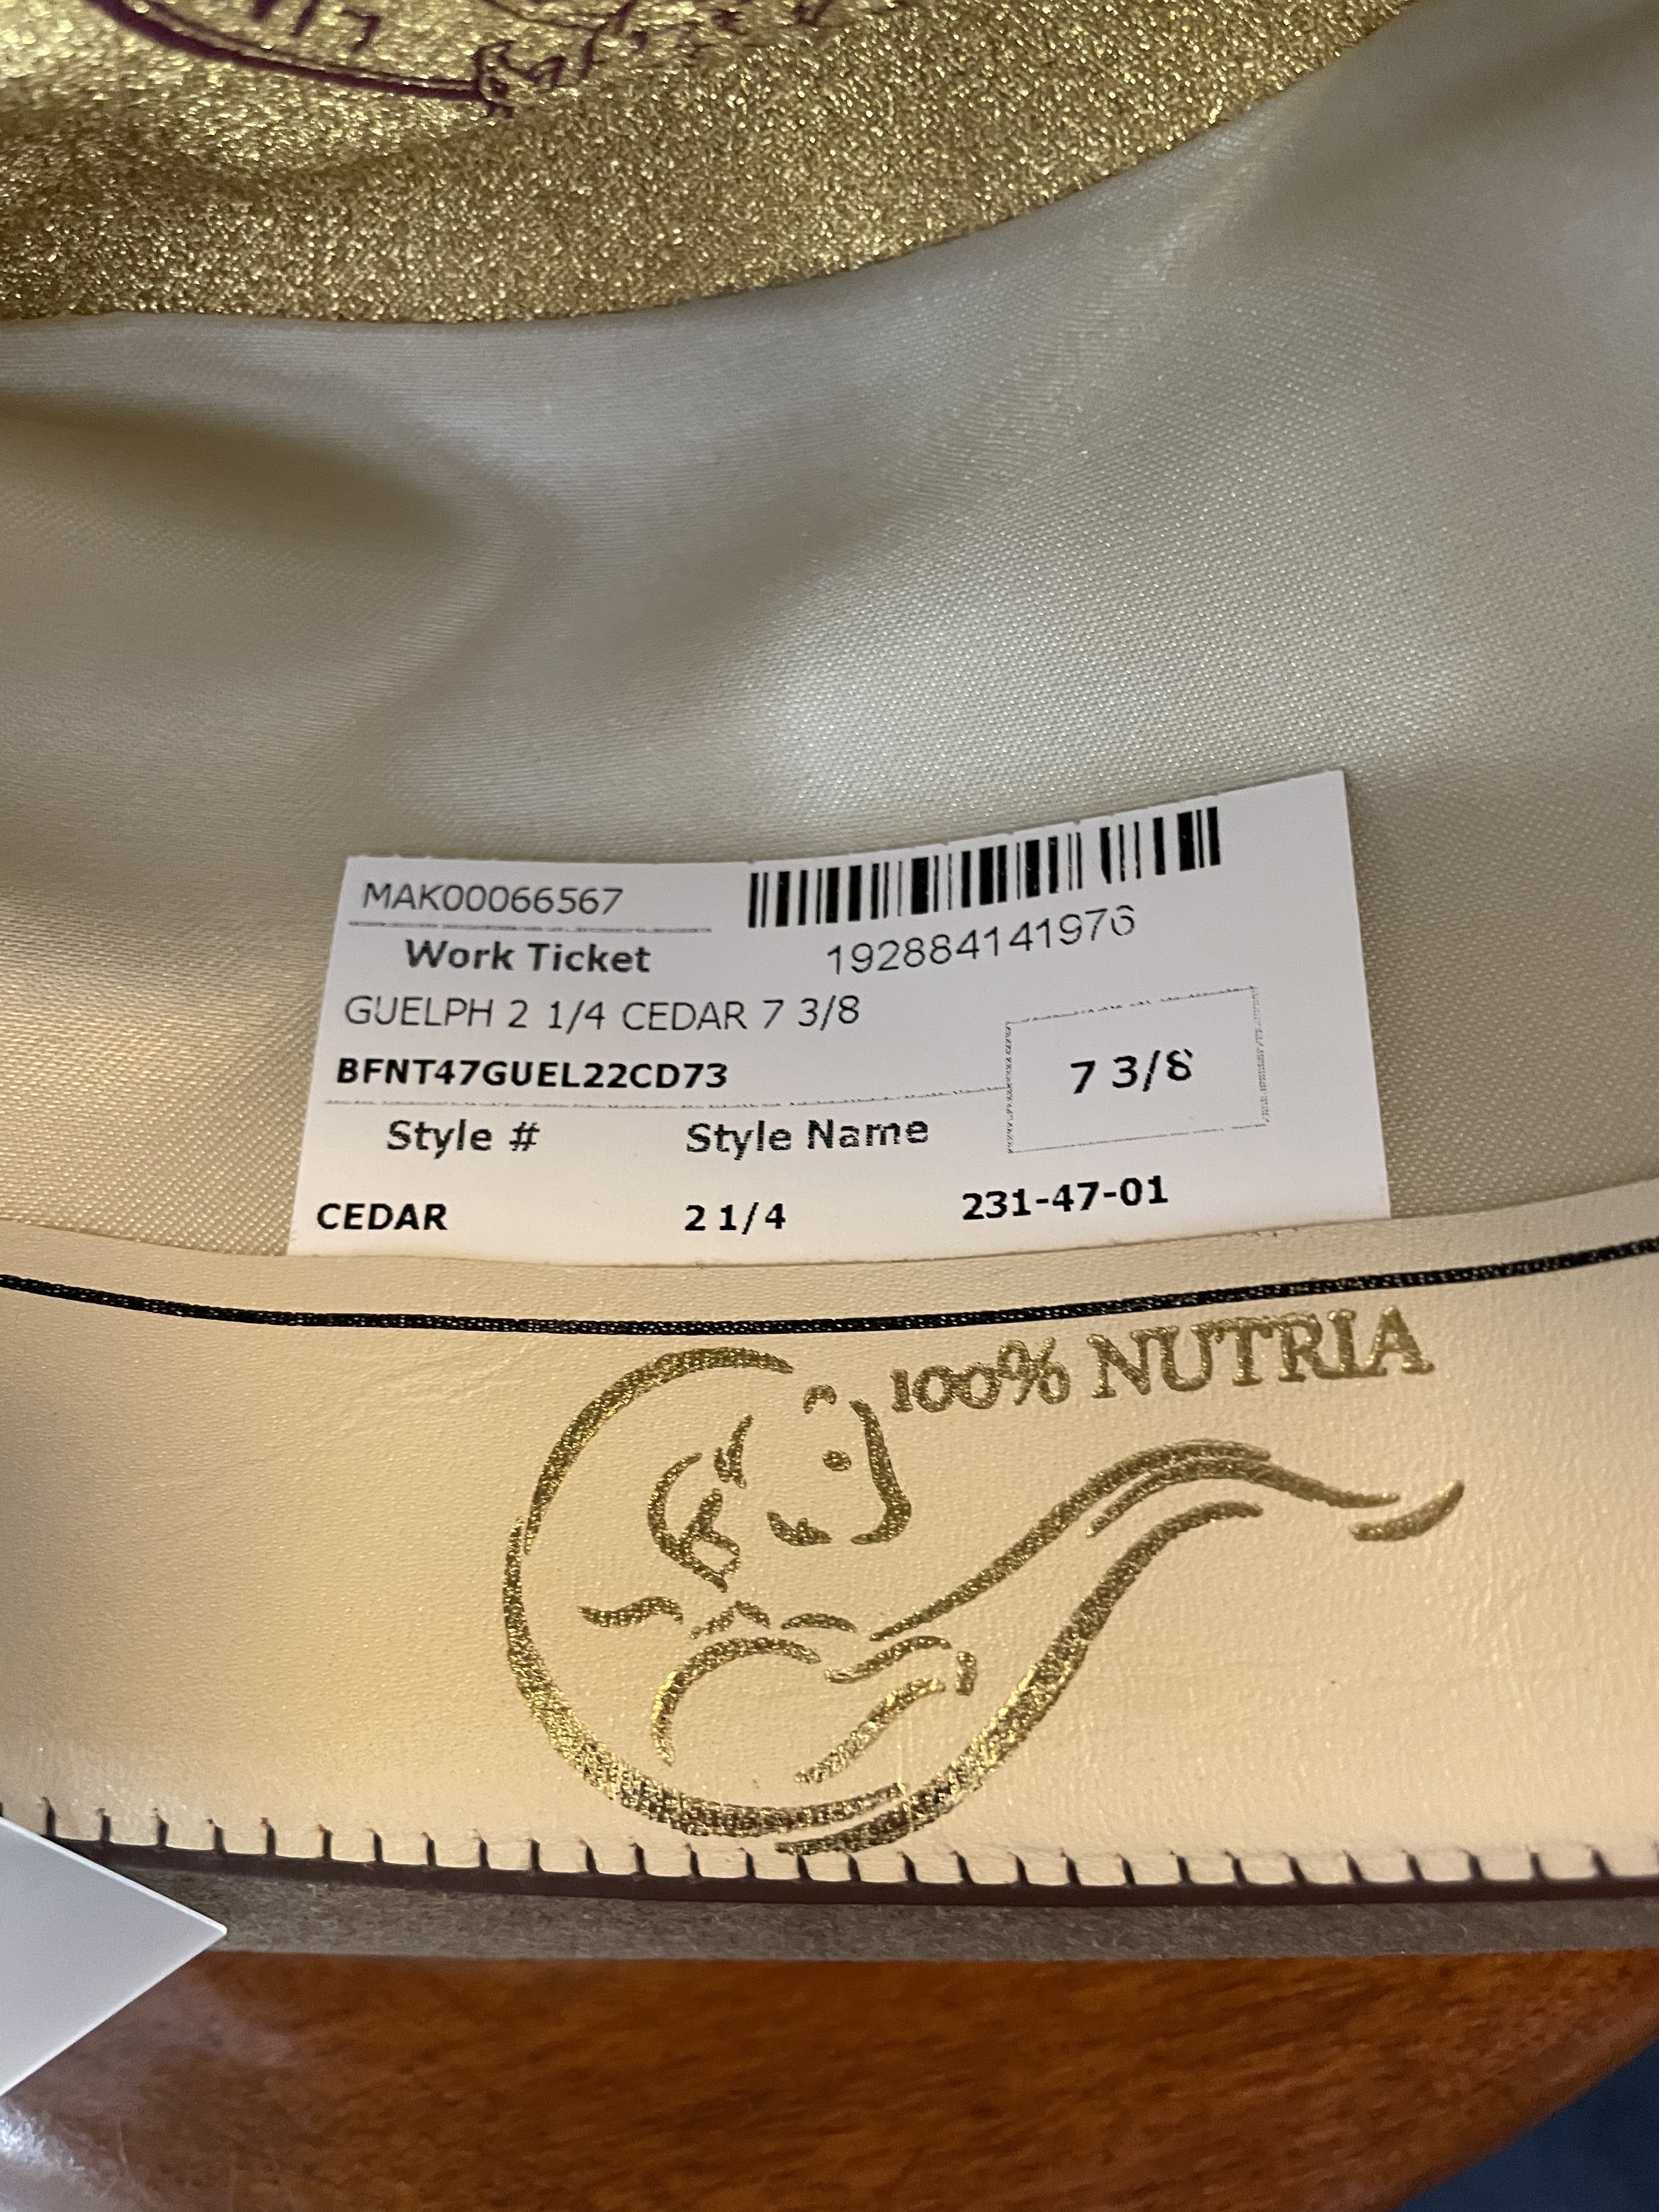 MAK00066567
192884141976
Work Ticket
GUELPH 2 1/4 CEDAR 7 3/8
BFNT47GUEL22CD73
7 3/8
Style # Style Name
CEDAR 2 1/4 231-47-01
100% NUTRIA